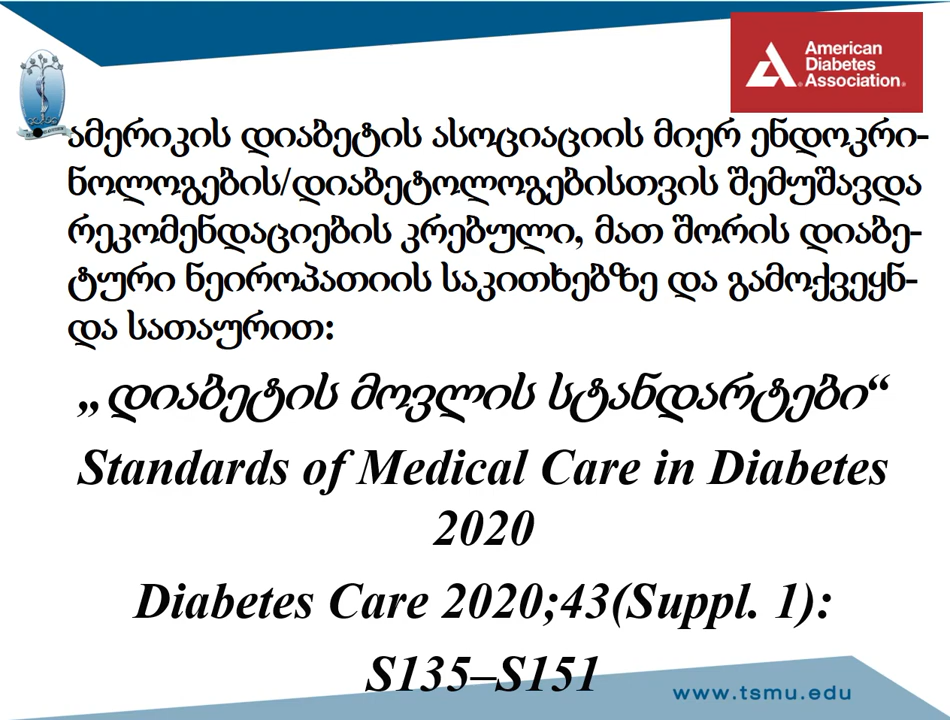 American
Diabetes
Association®
• ამერიკის დიაბეტის ასოციაციის მიერ ენდოკრი-
ნოლოგების/დიაბეტოლოგებისთვის შემუშავდა
რეკომენდაციების კრებული, მათ შორის დიაბე-
ტური ნეიროპათიის საკითხებზე და გამოქვეყნ-
და სათაურით:
„დიაბეტის მოვლის სტანდარტები“
Standards of Medical Care in Diabetes
2020
Diabetes Care 2020;43(Suppl. 1):
S135–S151
www.tsmu.edu